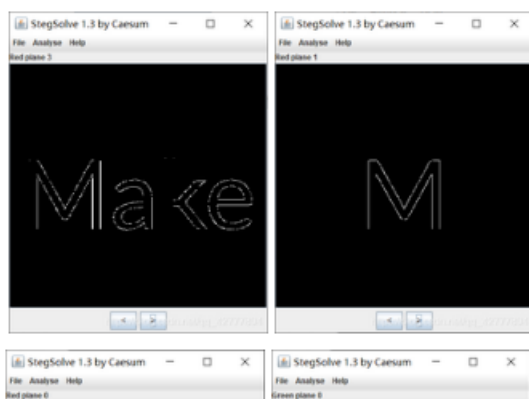 StegSolve 1.3 by Caesum
File Analyse Help
Red plane 3
Make
< >
StegSolve 1.3 by Caesum
File Analyse Help
Red plane 1
M
< >
StegSolve 1.3 by Caesum
File Analyse Help
Red plane 0
StegSolve 1.3 by Caesum
File Analyse Help
Green plane 0